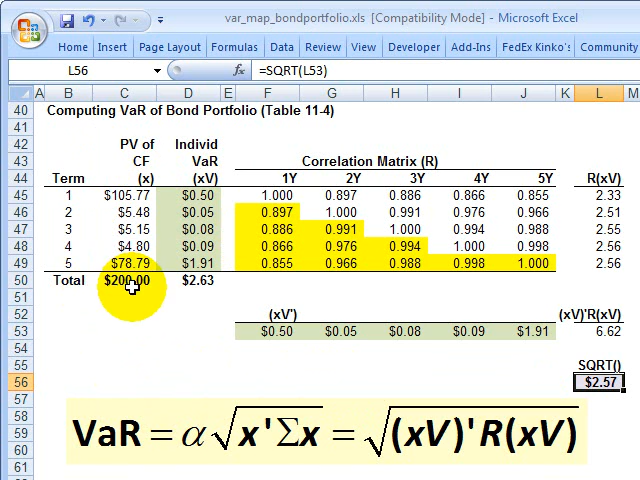 var_map_bondportfolio.xls [Compatibility Mode] - Microsoft Excel
Home Insert Page Layout Formulas Data Review View Developer Add-Ins FedEx Kinko's Community
L56 fx =SQRT(L53)
A B C D E F G H I J K L M
40 Computing VaR of Bond Portfolio (Table 11-4)
41
42 PV of Individ
43 CF VaR Correlation Matrix (R)
44 Term (x) (xV) 1Y 2Y 3Y 4Y 5Y R(xV)
45 1 $105.77 $0.50 1.000 0.897 0.886 0.866 0.855 2.33
46 2 $5.48 $0.05 0.897 1.000 0.991 0.976 0.966 2.51
47 3 $5.15 $0.08 0.886 0.991 1.000 0.994 0.988 2.55
48 4 $4.80 $0.09 0.866 0.976 0.994 1.000 0.998 2.56
49 5 $78.79 $1.91 0.855 0.966 0.988 0.998 1.000 2.56
50 Total $200.00 $2.63
51
52 (xV') (xV)'R(xV)
53 $0.50 $0.05 $0.08 $0.09 $1.91 6.62
54
55 SQRT()
56 $2.57
57
58
59
60
61
VaR = α√x'Σx = √(xV)'R(xV)